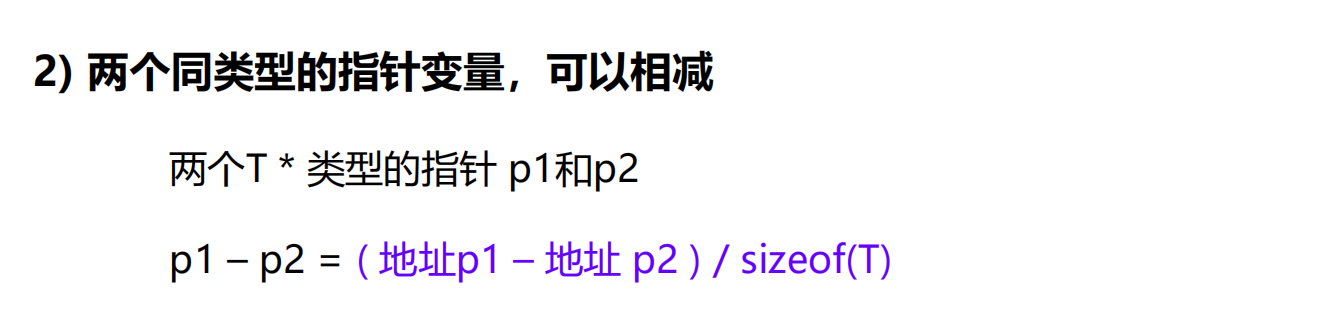 2) 两个同类型的指针变量，可以相减
两个T * 类型的指针 p1和p2
p1 – p2 = ( 地址p1 – 地址 p2 ) / sizeof(T)